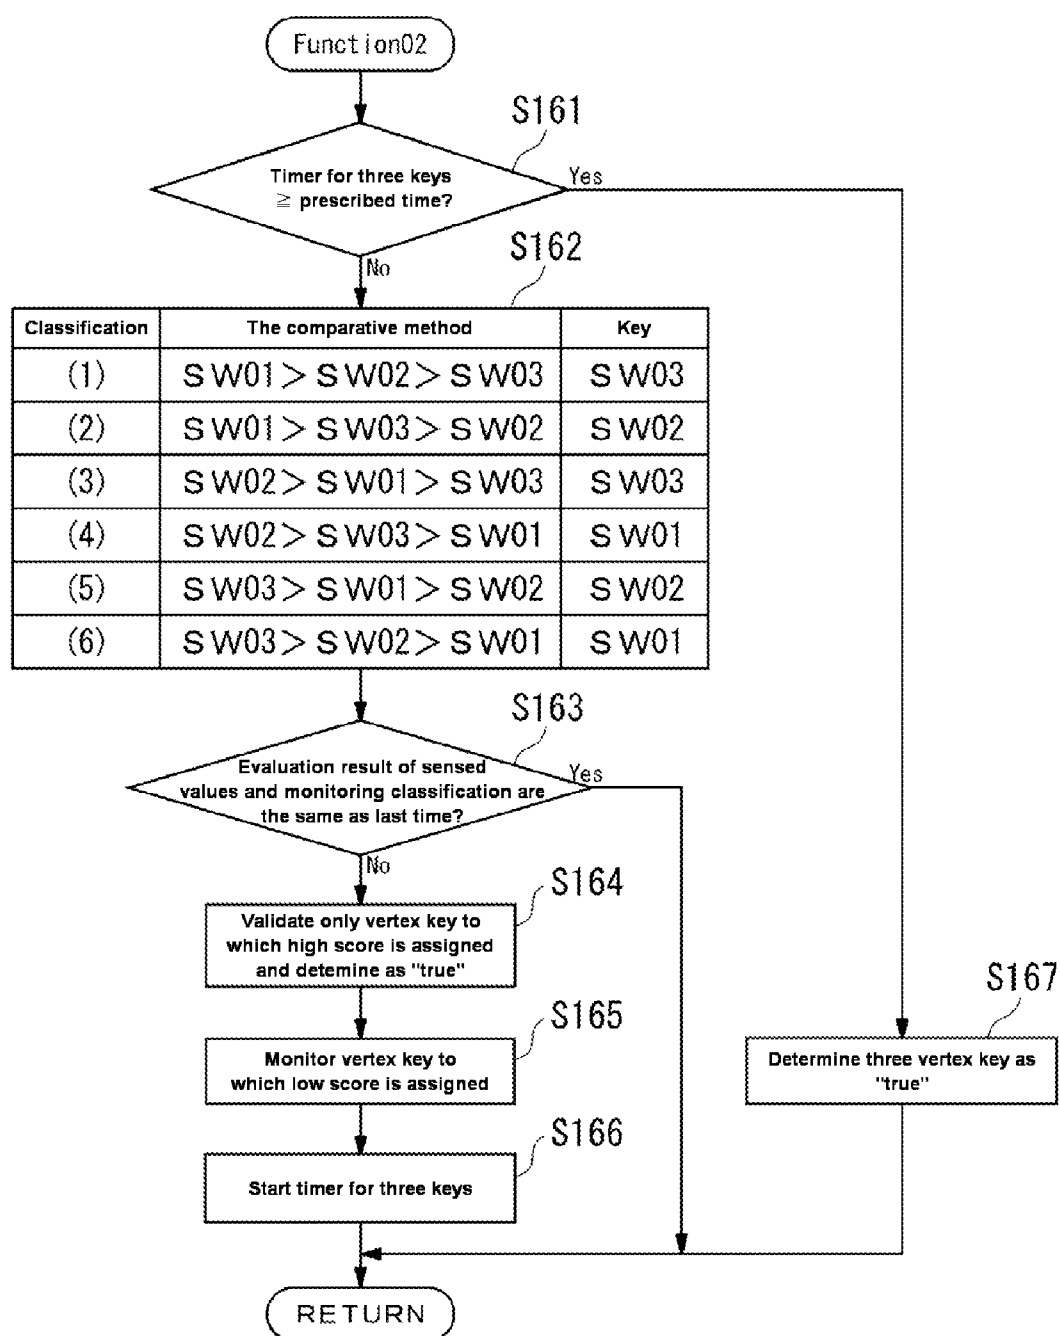 Function02
S161
Timer for three keys
≧ prescribed time?
Yes
No
S162
Classification The comparative method Key
(1) SW01>SW02>SW03 SW03
(2) SW01>SW03>SW02 SW02
(3) SW02>SW01>SW03 SW03
(4) SW02>SW03>SW01 SW01
(5) SW03>SW01>SW02 SW02
(6) SW03>SW02>SW01 SW01
S163
Evaluation result of sensed
values and monitoring classification are
the same as last time?
Yes
No
S164
Validate only vertex key to
which high score is assigned
and detemine as "true"
S165
Monitor vertex key to
which low score is assigned
S166
Start timer for three keys
S167
Determine three vertex key as
"true"
RETURN